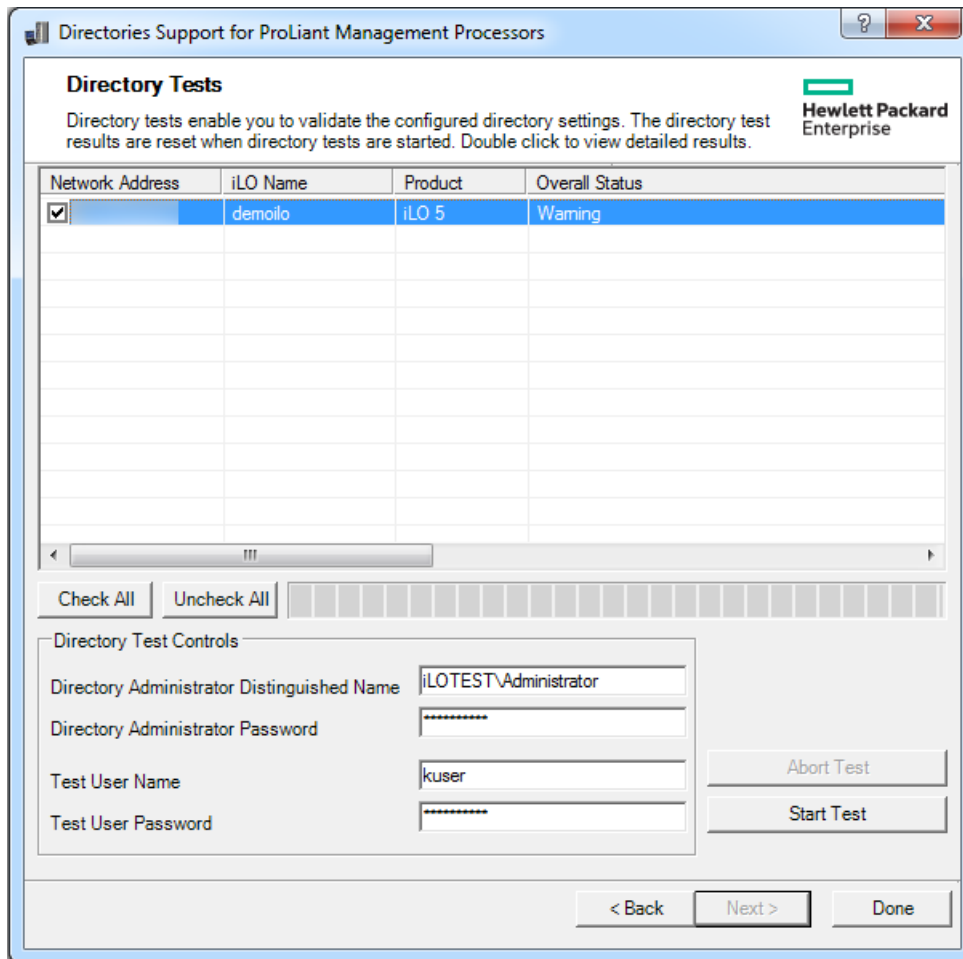 Directories Support for ProLiant Management Processors
?
Directory Tests
Directory tests enable you to validate the configured directory settings. The directory test
results are reset when directory tests are started. Double click to view detailed results.
Hewlett Packard
Enterprise
Network Address iLO Name Product Overall Status
demoilo iLO 5 Warning
Check All Uncheck All
Directory Test Controls
Directory Administrator Distinguished Name iLOTEST\Administrator
Directory Administrator Password **********
Test User Name kuser
Test User Password **********
Abort Test
Start Test
< Back Next > Done